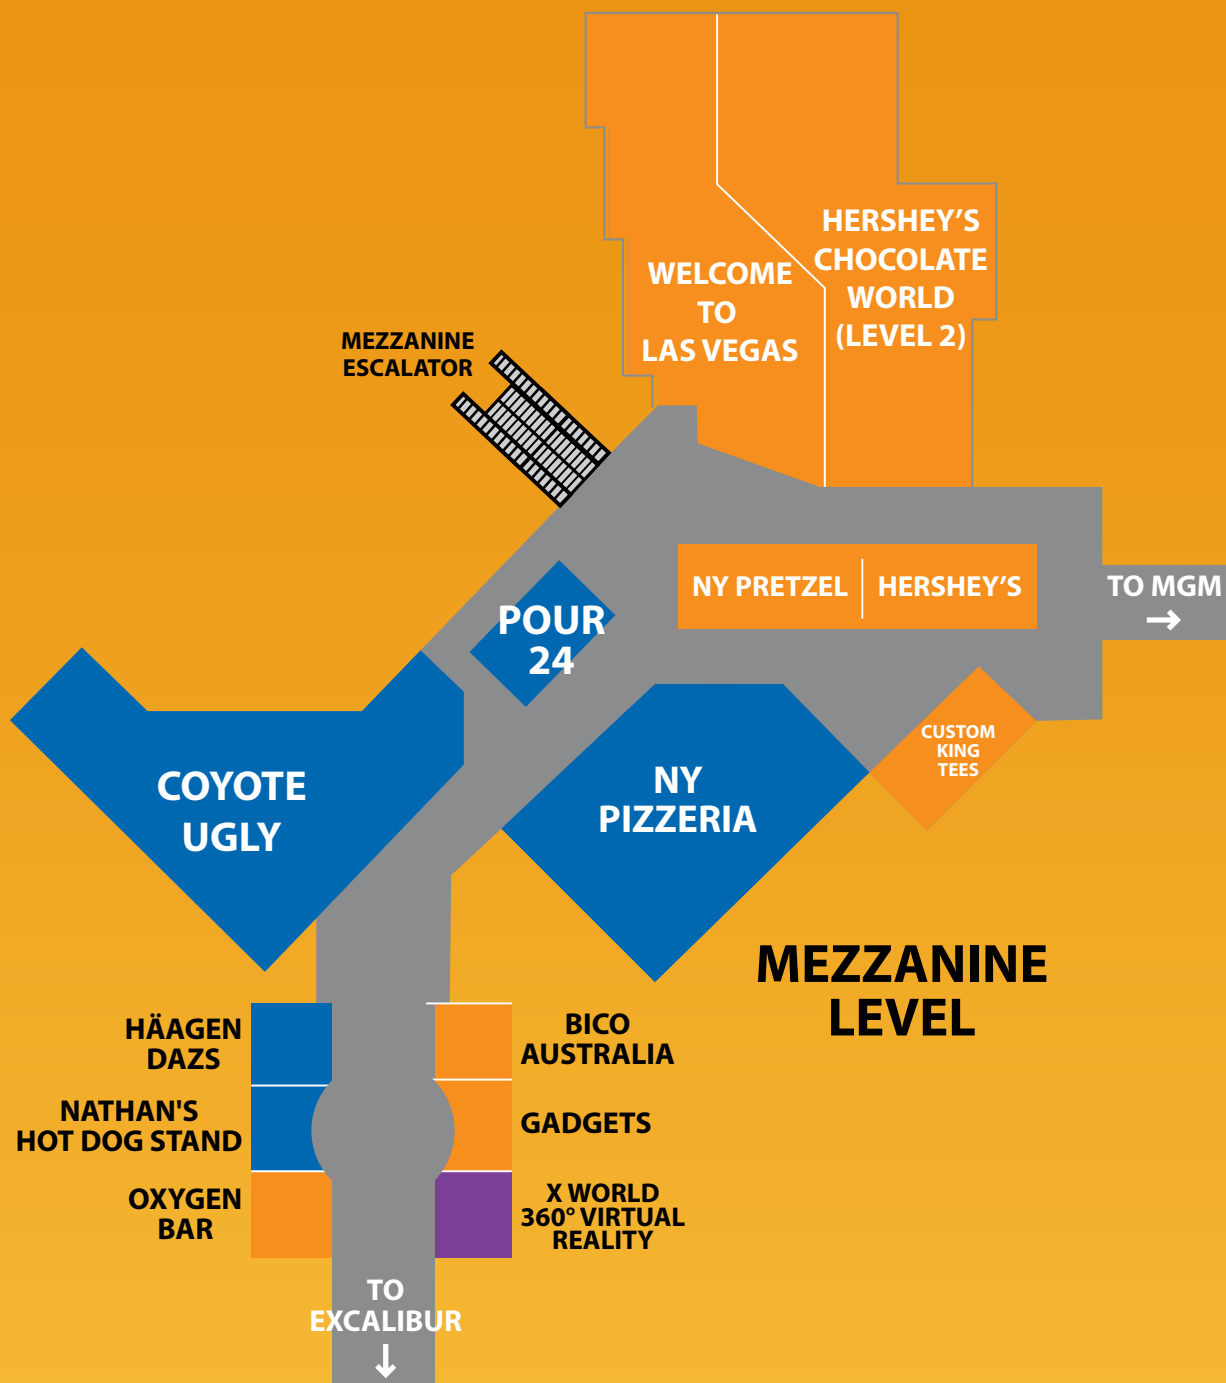 HERSHEY'S
CHOCOLATE
WORLD
(LEVEL 2)
WELCOME
TO
LAS VEGAS
MEZZANINE
ESCALATOR
NY PRETZEL
HERSHEY'S
TO MGM
→
POUR
24
CUSTOM
KING
TEES
COYOTE
UGLY
NY
PIZZERIA
MEZZANINE
LEVEL
HÄAGEN
DAZS
BICO
AUSTRALIA
NATHAN'S
HOT DOG STAND
GADGETS
OXYGEN
BAR
X WORLD
360° VIRTUAL
REALITY
TO
EXCALIBUR
↓